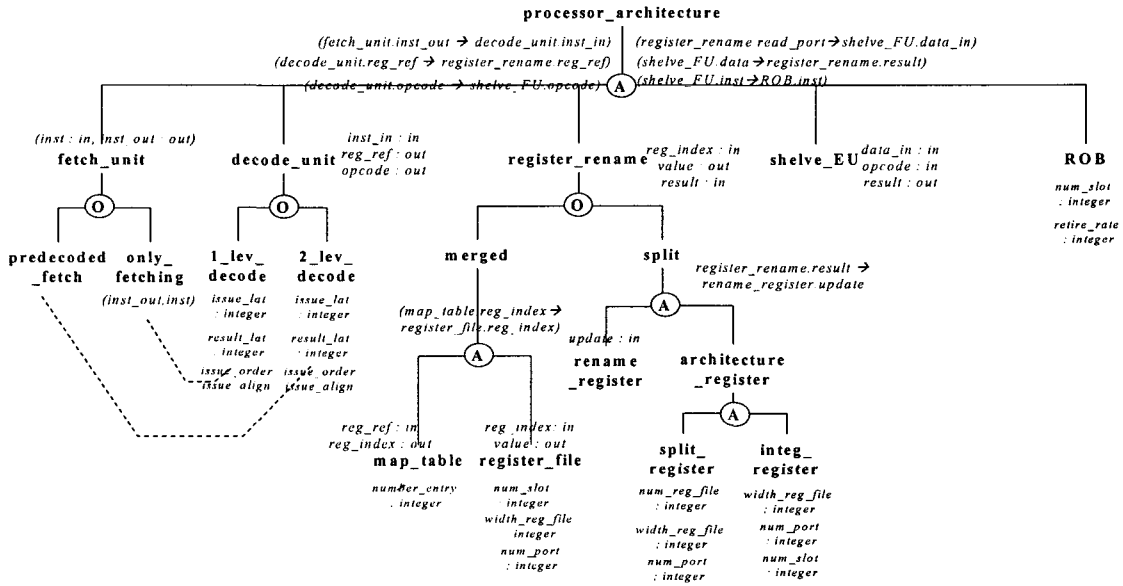 processor_architecture
(fetch_unit.inst_out → decode_unit.inst_in)
(register_rename read_port→shelve_FU.data_in)
(decode_unit.reg_ref → register_rename.reg_ref)
(shelve_FU.data→register_rename.result)
(decode_unit.opcode → shelve_FU.opcode)
A
(shelve_FU.inst→ROB.inst)
(inst : in, inst_out : out)
fetch_unit
inst_in : in
reg_ref : out
opcode : out
decode_unit
register_rename
reg_index : in
value : out
result : in
shelve_EU
data_in : in
opcode : in
result : out
ROB
num_slot
: integer
retire_rate
: integer
O
O
O
predecoded
_fetch
only_
fetching
(inst_out,inst)
1_lev_
decode
issue_lat
: integer
result_lat
: integer
issue_order
issue_align
2_lev_
decode
issue_lat
: integer
result_lat
: integer
issue_order
issue_align
merged
split
(map_table.reg_index→
register_file.reg_index)
A
register_rename.result →
rename_register.update
A
update : in
rename
_register
architecture
_register
A
reg_ref : in
reg_index : out
map_table
number_entry
: integer
reg_index: in
value : out
register_file
num_slot
: integer
width_reg_file
integer
num_port
: integer
split_
register
num_reg_file
: integer
width_reg_file
: integer
num_port
: integer
integ_
register
width_reg_file
: integer
num_port
: integer
num_slot
: integer